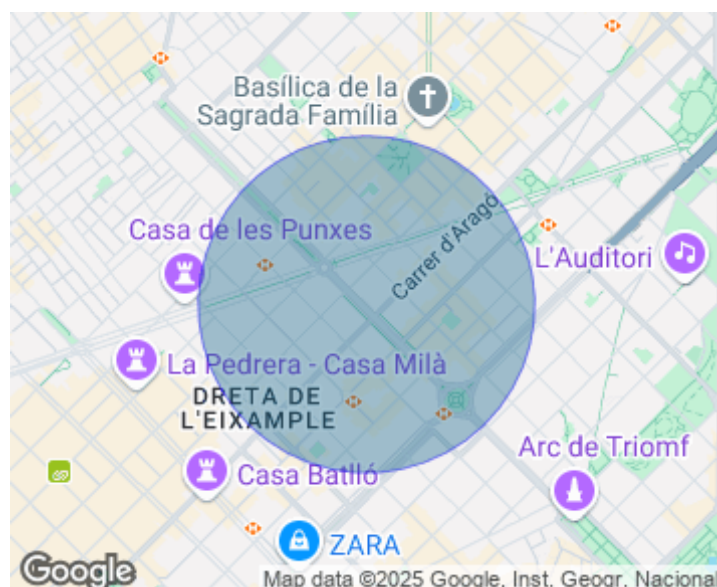 Basílica de la
Sagrada Família
Casa de les Punxes
Carrer d'Aragó
L'Auditori
La Pedrera - Casa Milà
DRETA DE
L'EIXAMPLE
Casa Batlló
Arc de Triomf
ZARA
Google
Map data ©2025 Google, Inst. Geogr. Nacional